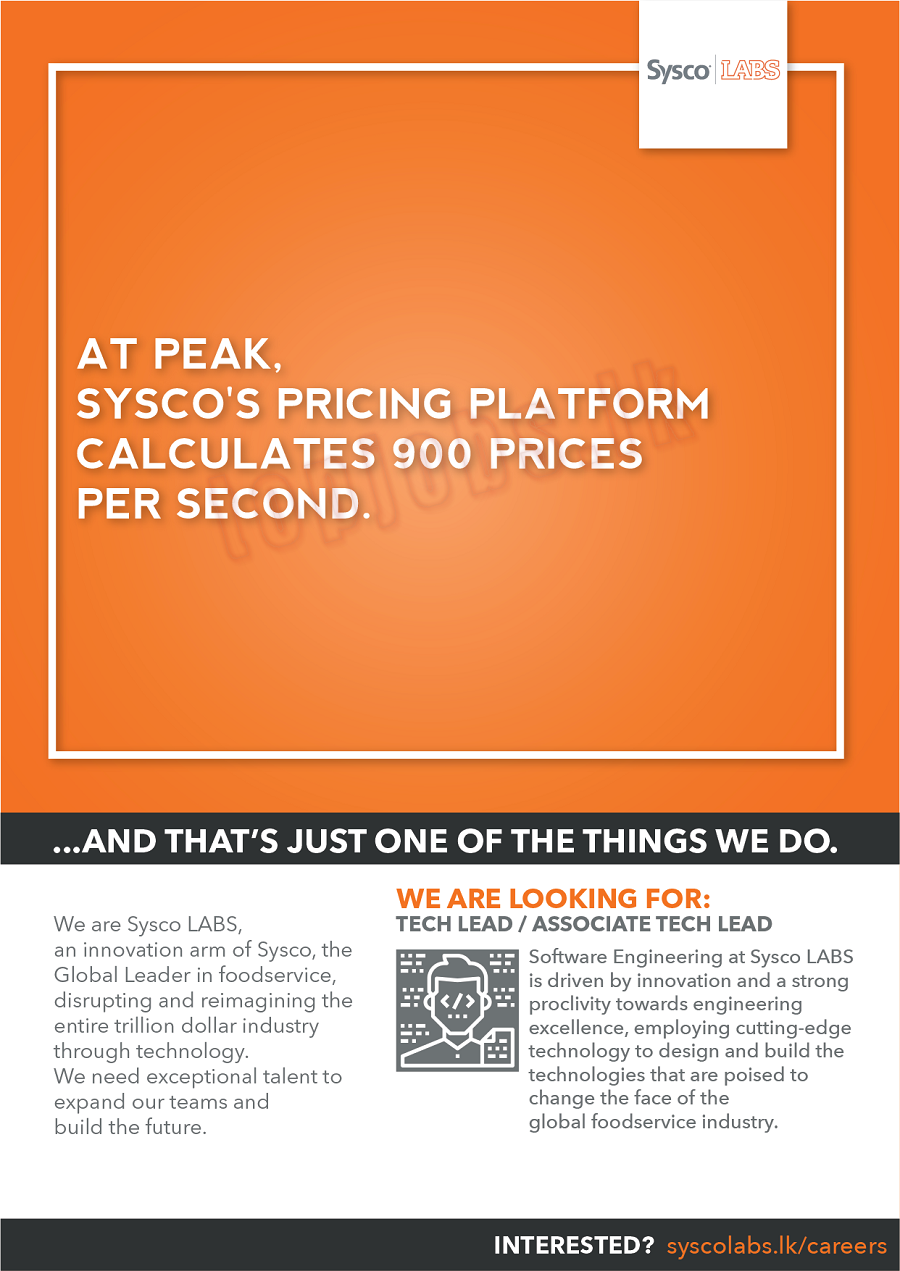 Sysco LABS
AT PEAK,
SYSCO'S PRICING PLATFORM
CALCULATES 900 PRICES
PER SECOND.
topjobs.lk
...AND THAT’S JUST ONE OF THE THINGS WE DO.
We are Sysco LABS,
an innovation arm of Sysco, the
Global Leader in foodservice,
disrupting and reimagining the
entire trillion dollar industry
through technology.
We need exceptional talent to
expand our teams and
build the future.
WE ARE LOOKING FOR:
TECH LEAD / ASSOCIATE TECH LEAD
</>
Software Engineering at Sysco LABS
is driven by innovation and a strong
proclivity towards engineering
excellence, employing cutting-edge
technology to design and build the
technologies that are poised to
change the face of the
global foodservice industry.
INTERESTED? syscolabs.lk/careers